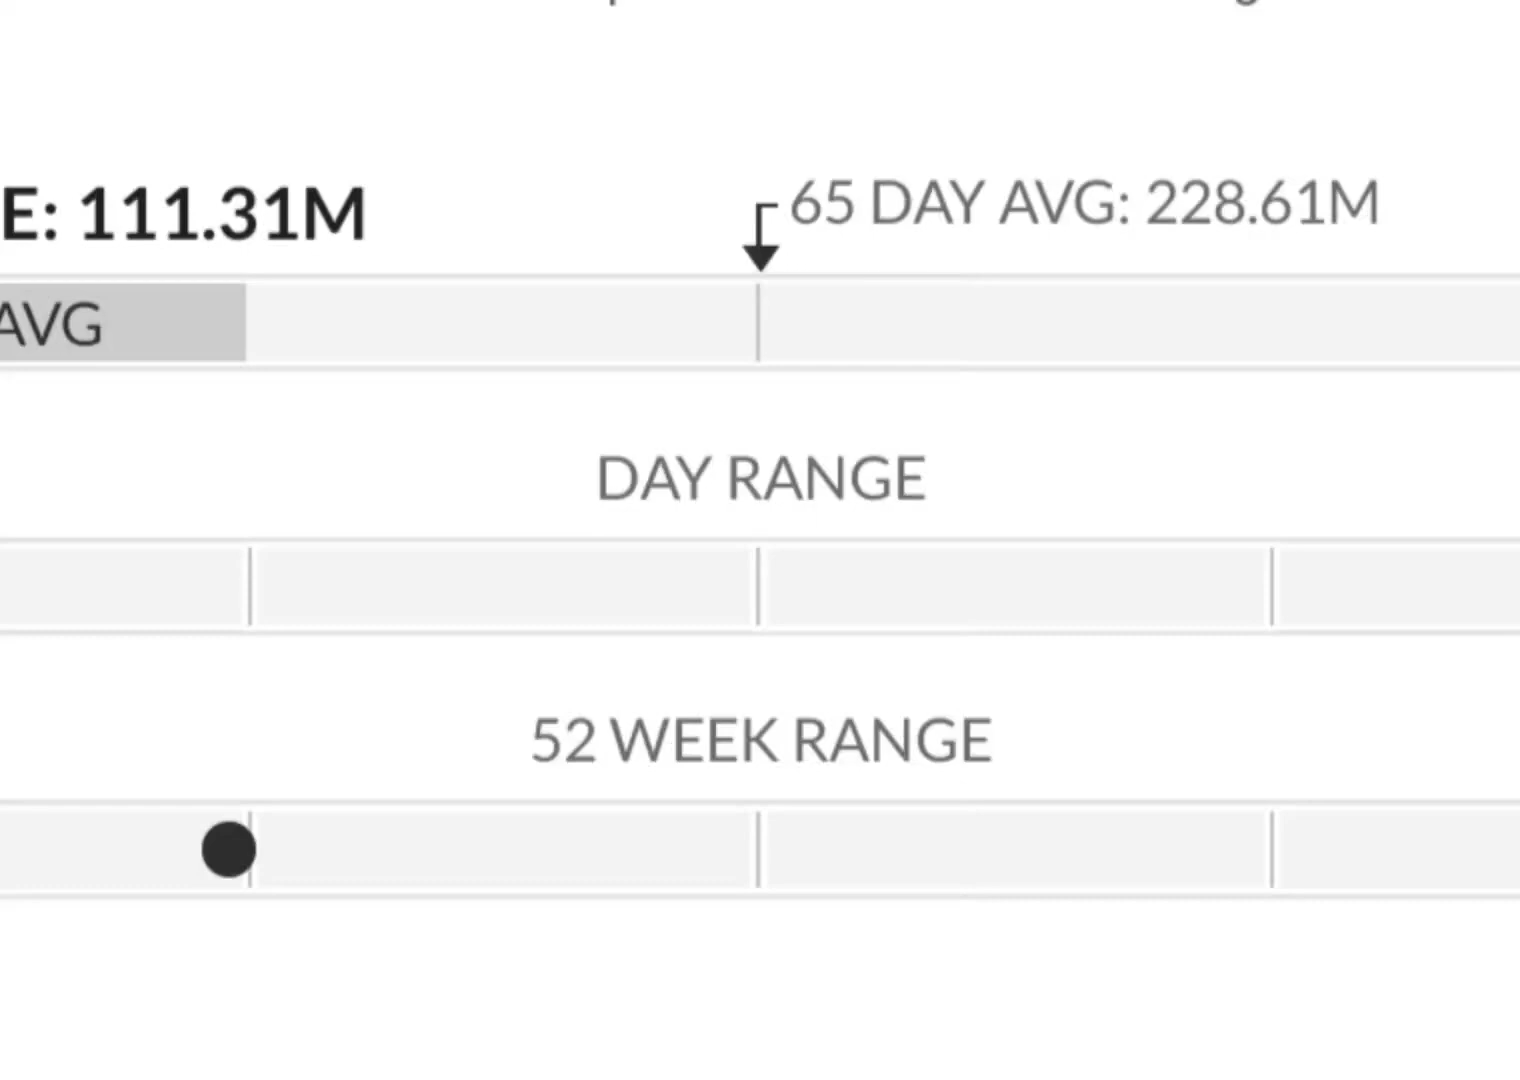 E: 111.31M
65 DAY AVG: 228.61M
AVG
DAY RANGE
52 WEEK RANGE